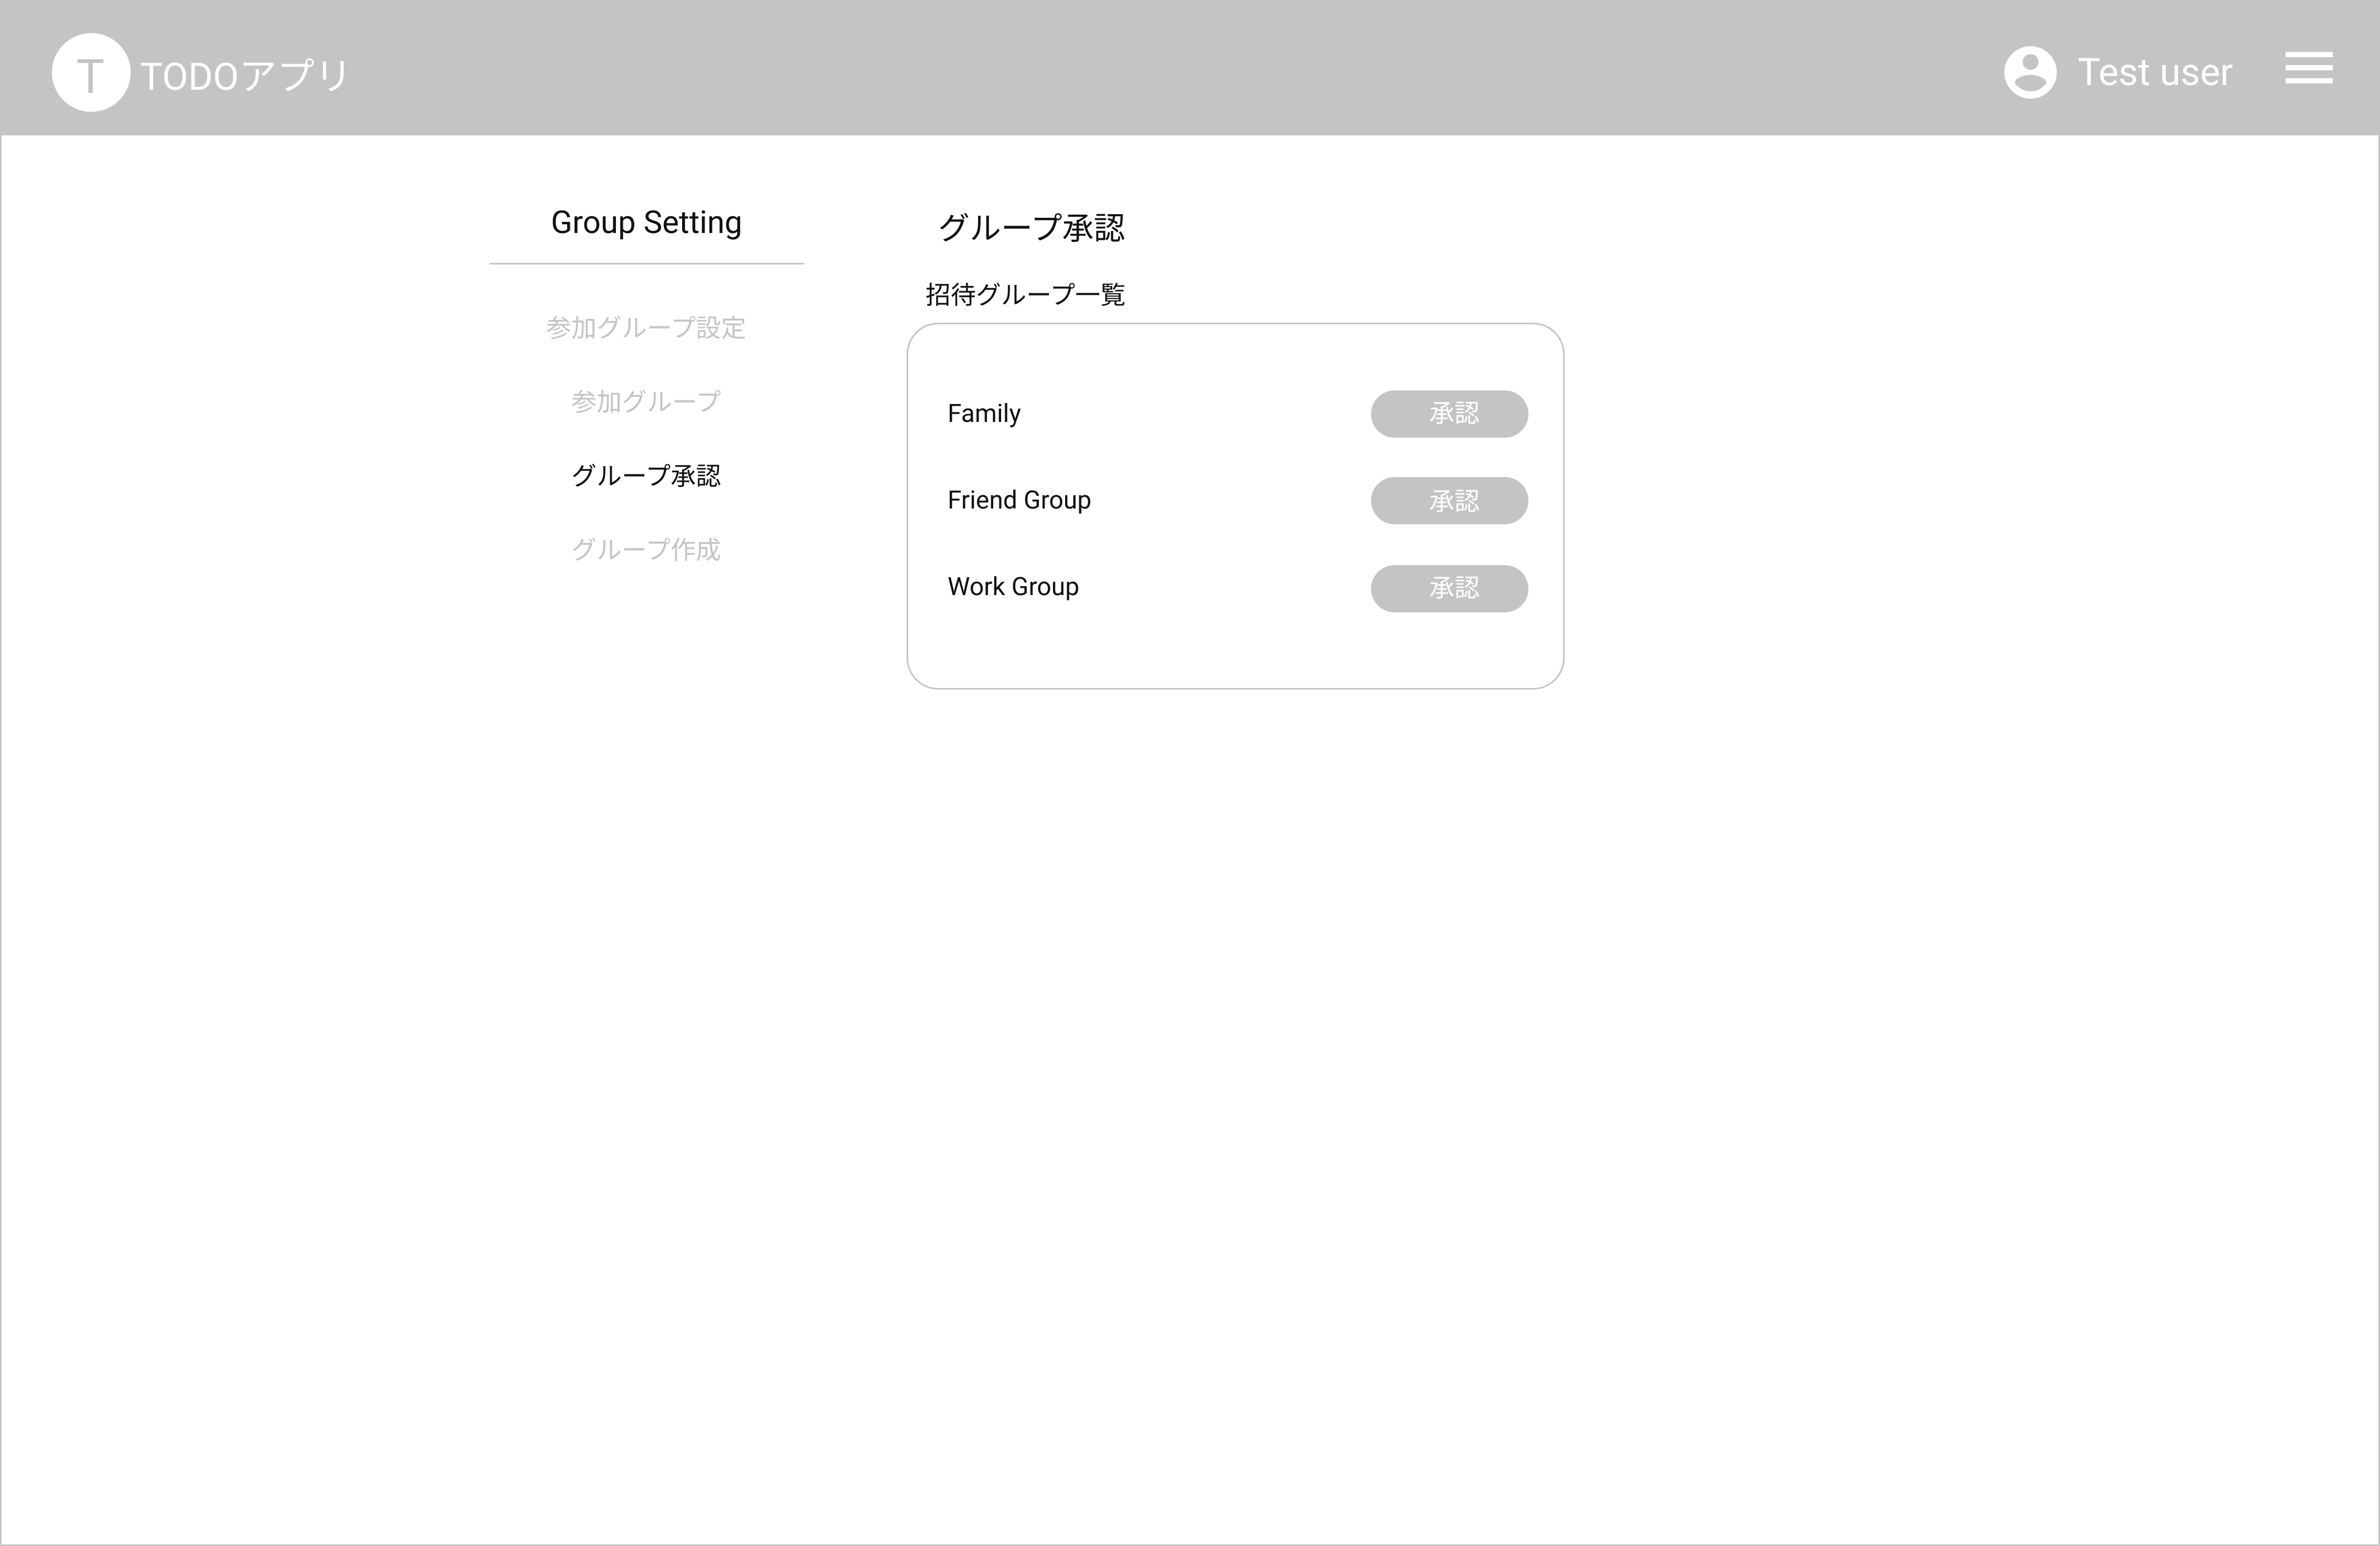 T
TODOアプリ
Test user
Group Setting
参加グループ設定
参加グループ
グループ承認
グループ作成
グループ承認
招待グループ一覧
Family 承認
Friend Group 承認
Work Group 承認